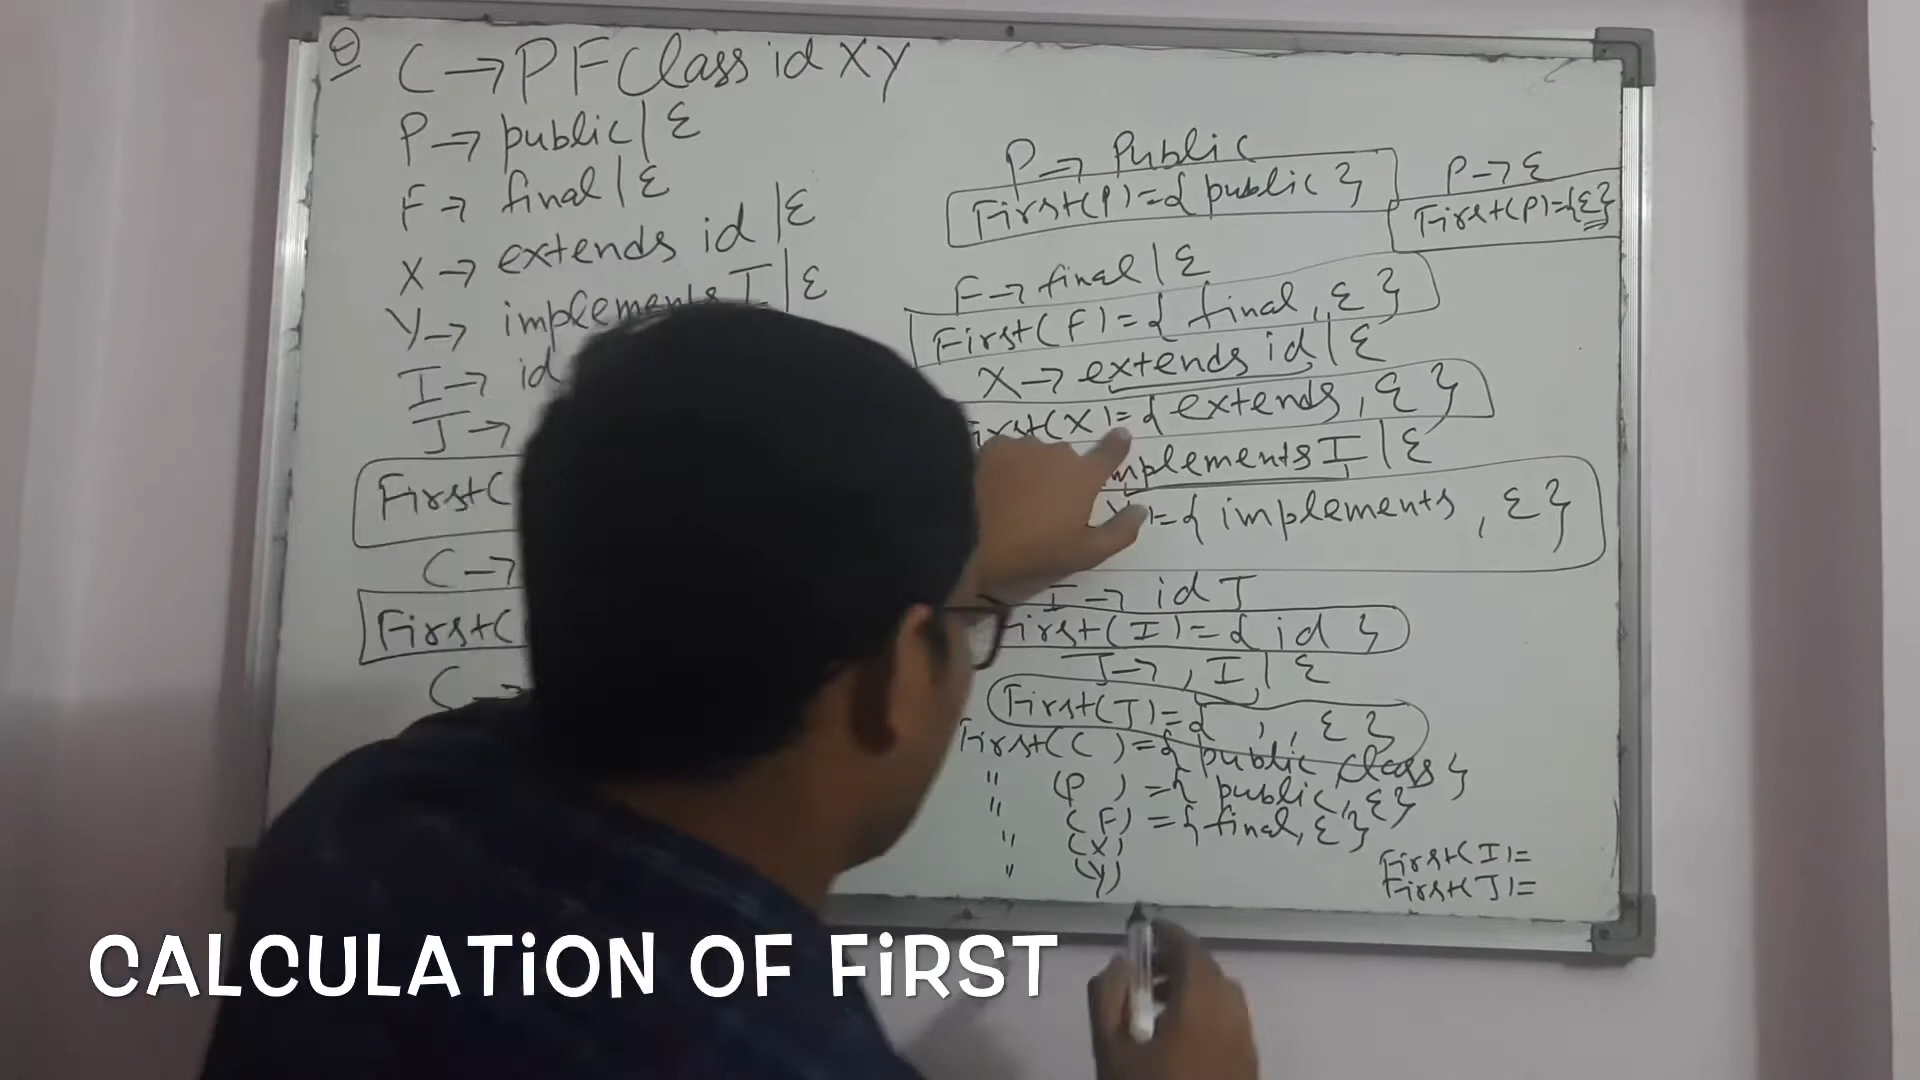 Q C → P F Class id X Y
P → public | ε
F → final | ε
X → extends id | ε
Y → implements I | ε
I → id
J →
First(
C →
First(
C →
P → Public
First(P) = { public }
P → ε
First(P) = {ε}
F → final | ε
First(F) = { final, ε }
X → extends id | ε
First(X) = { extends, ε }
implements I | ε
Y) = { implements , ε }
I → id J
First(I) = { id }
J → , I | ε
First(J) = { , , ε }
First(C) = { public class }
" (P) = { public, ε }
" (F) = { final, ε }
" (X)
" (Y)
First(I) =
First(J) =
CALCULATION OF FIRST